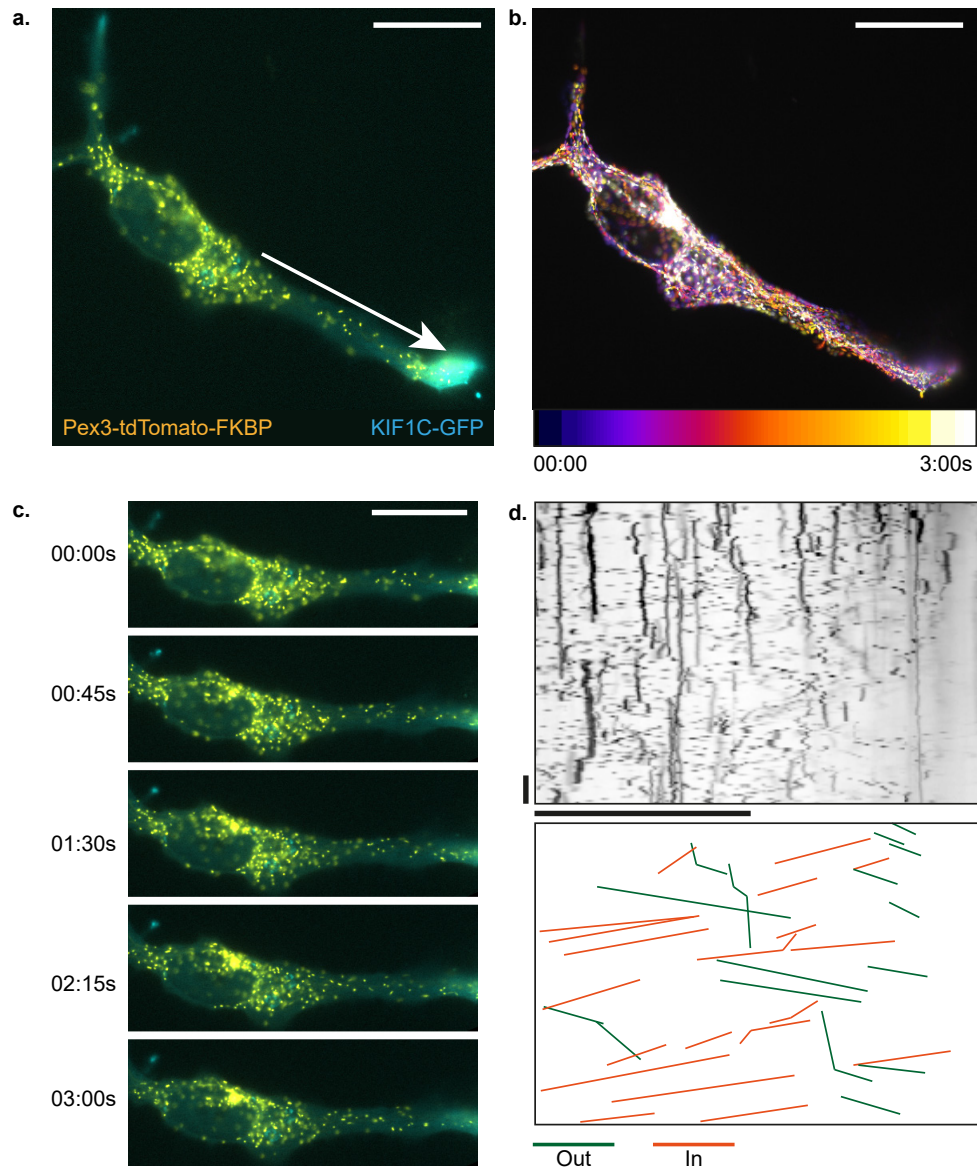 a.
b.
Pex3-tdTomato-FKBP
KIF1C-GFP
00:00
3:00s
c.
d.
00:00s
00:45s
01:30s
02:15s
03:00s
Out
In